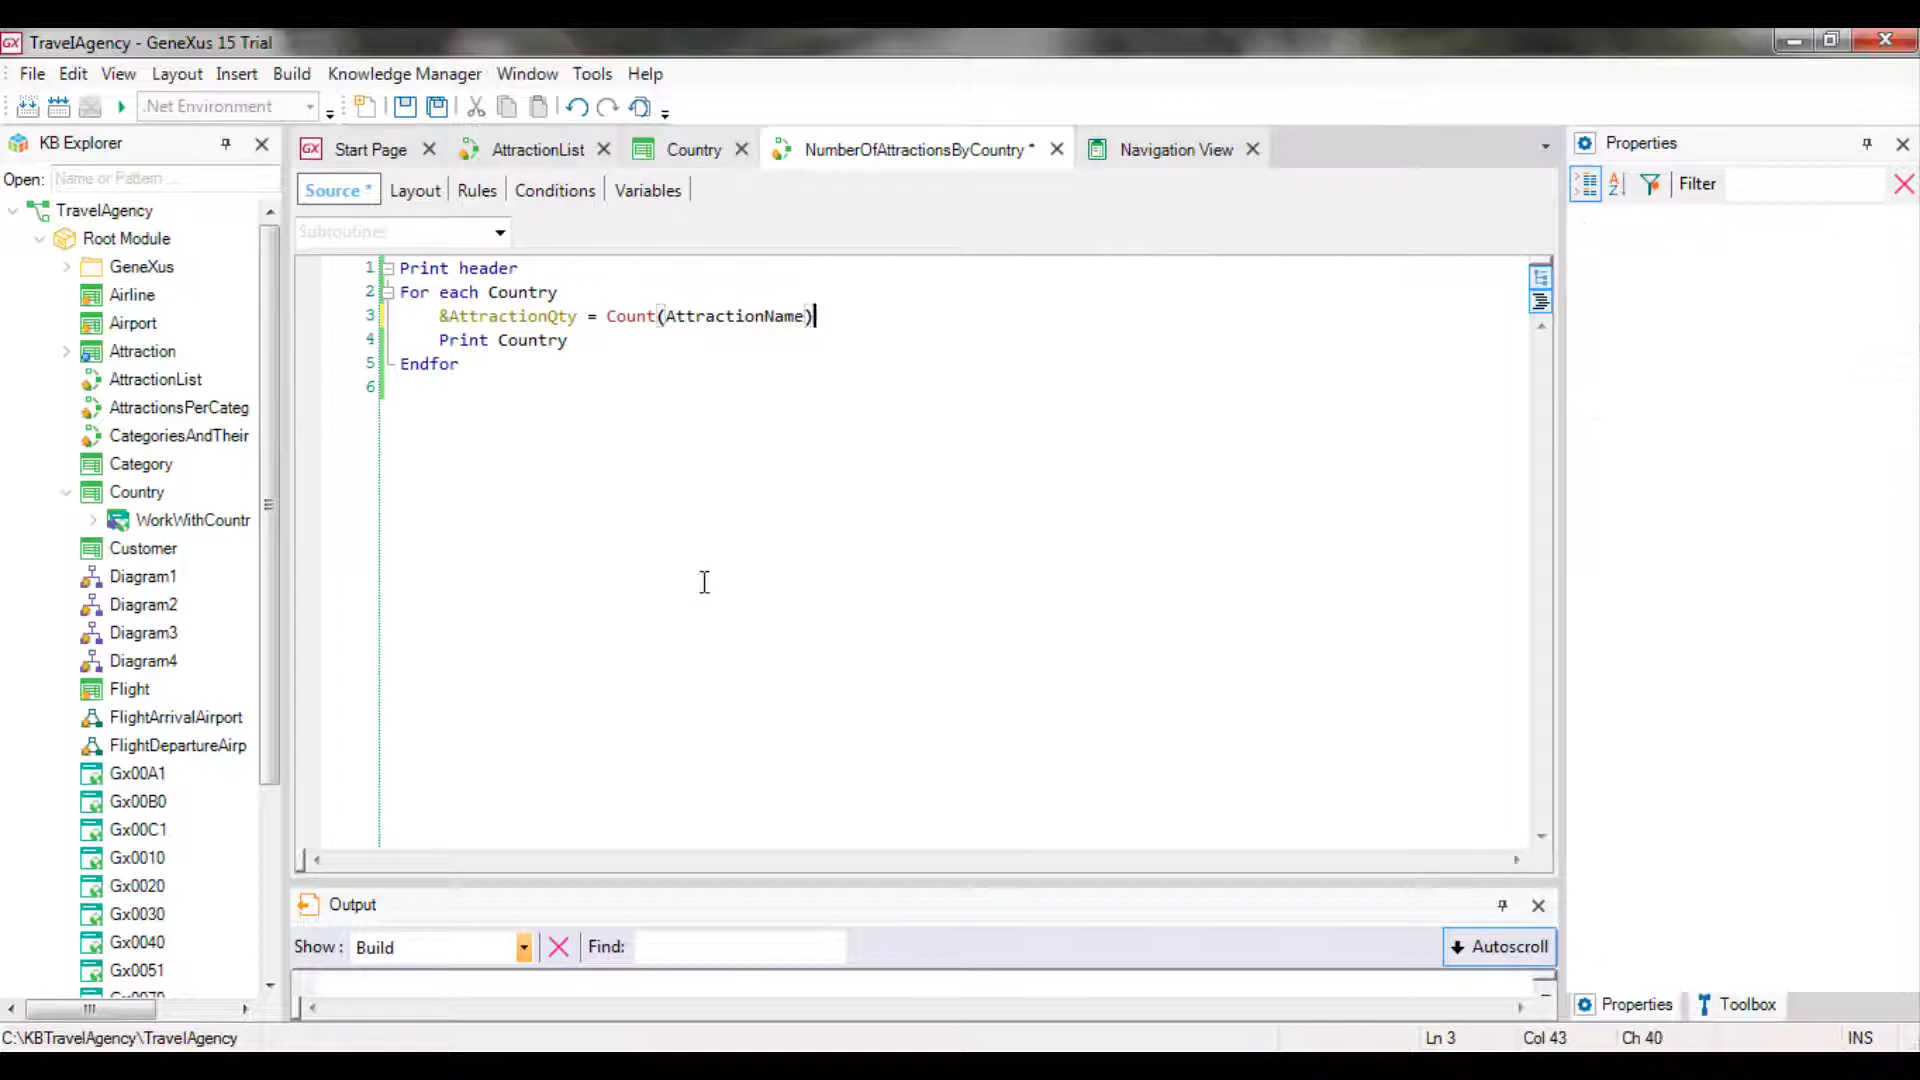 TravelAgency - GeneXus 15 Trial
File Edit View Layout Insert Build Knowledge Manager Window Tools Help
.Net Environment
KB Explorer
Open: Name or Pattern ...
TravelAgency
Root Module
GeneXus
Airline
Airport
Attraction
AttractionList
AttractionsPerCateg
CategoriesAndTheir
Category
Country
WorkWithCountr
Customer
Diagram1
Diagram2
Diagram3
Diagram4
Flight
FlightArrivalAirport
FlightDepartureAirp
Gx00A1
Gx00B0
Gx00C1
Gx0010
Gx0020
Gx0030
Gx0040
Gx0051
Gx0070
Start Page AttractionList Country NumberOfAttractionsByCountry * Navigation View
Source * Layout Rules Conditions Variables
Subroutines
1 Print header
2 For each Country
3 &AttractionQty = Count(AttractionName)
4 Print Country
5 Endfor
6
Output
Show: Build Find: Autoscroll
Properties
Filter
Properties Toolbox
C:\KBTravelAgency\TravelAgency Ln 3 Col 43 Ch 40 INS